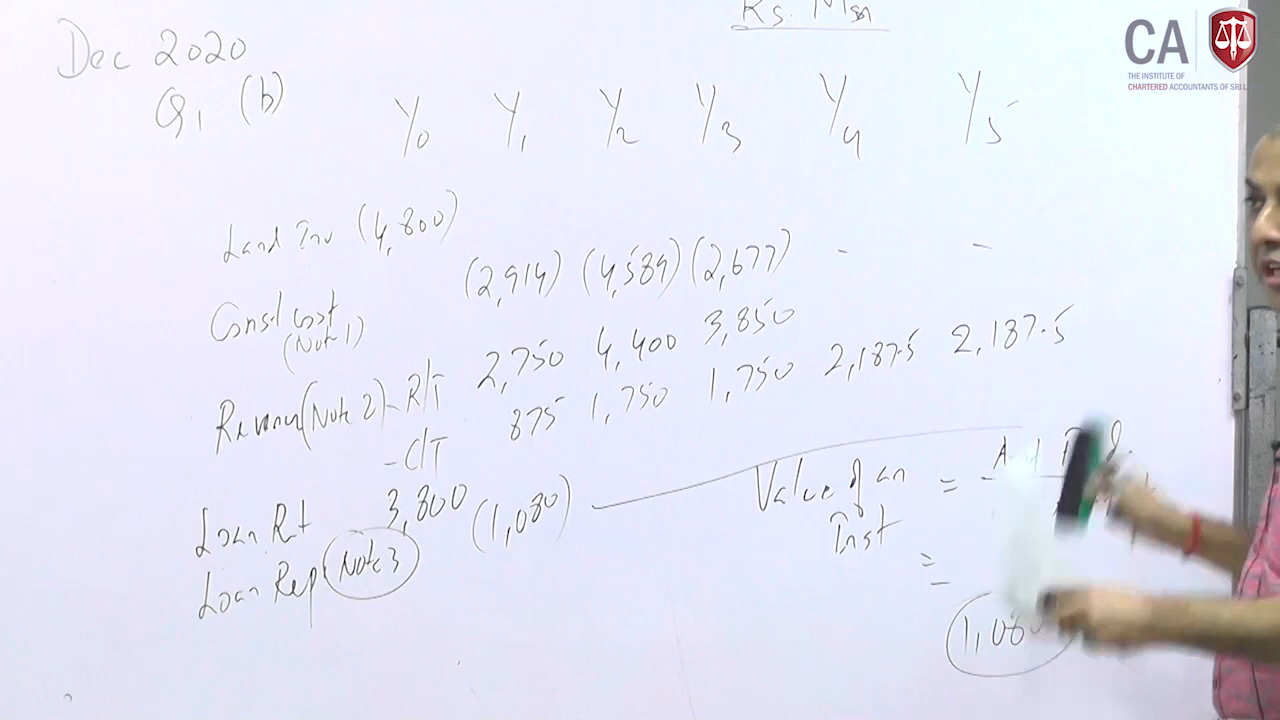 Rs. Mn
CA
THE INSTITUTE OF
CHARTERED ACCOUNTANTS OF SRI L
Dec 2020
Q1 (b)
Y0 Y1 Y2 Y3 Y4 Y5
Land Inv (4,800)
Const Cost (2,914) (4,589) (2,677) - -
(Note 1)
Revenue (Note 2) - R/T 2,750 4,400 3,850
- C/T 875 1,750 1,750 2,187.5 2,187.5
Loan Rt 3,800
Loan Rep (Note 3) (1,080)
Value of an =
Inst
=
1,080